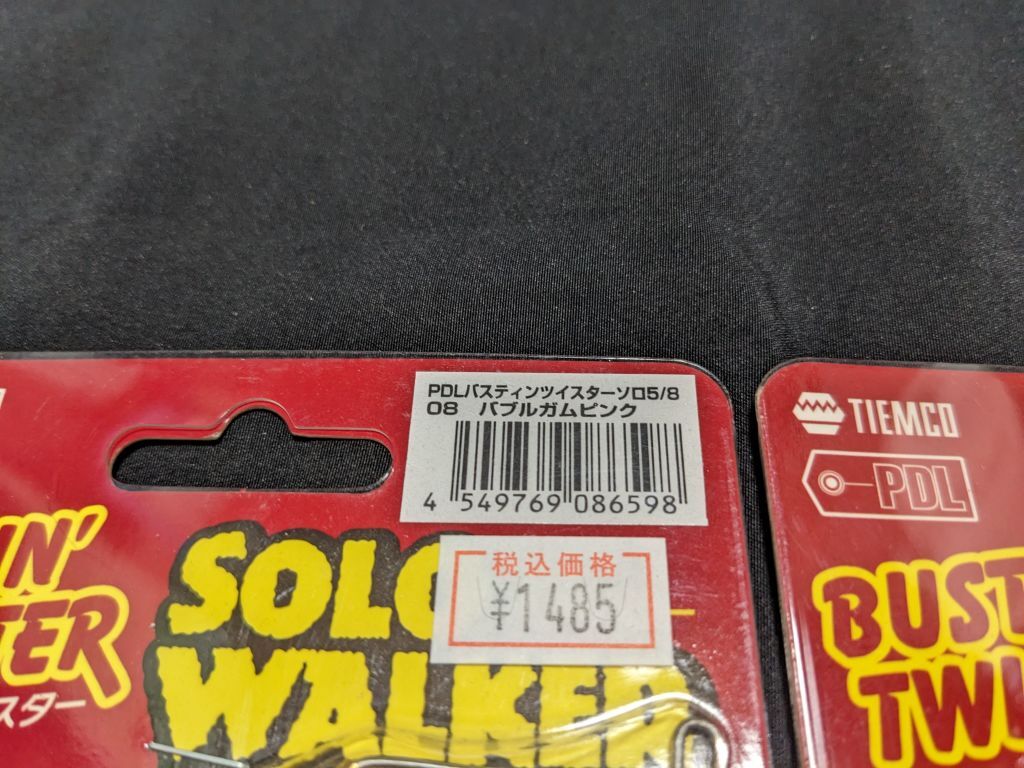 PDLバスティンツイスターソロ5/8
08 バブルガムピンク
4 549769 086598
税込価格
¥1485
SOLO
WALKER
IN'
TER
スター
TIEMCO
PDL
BUST
TWI